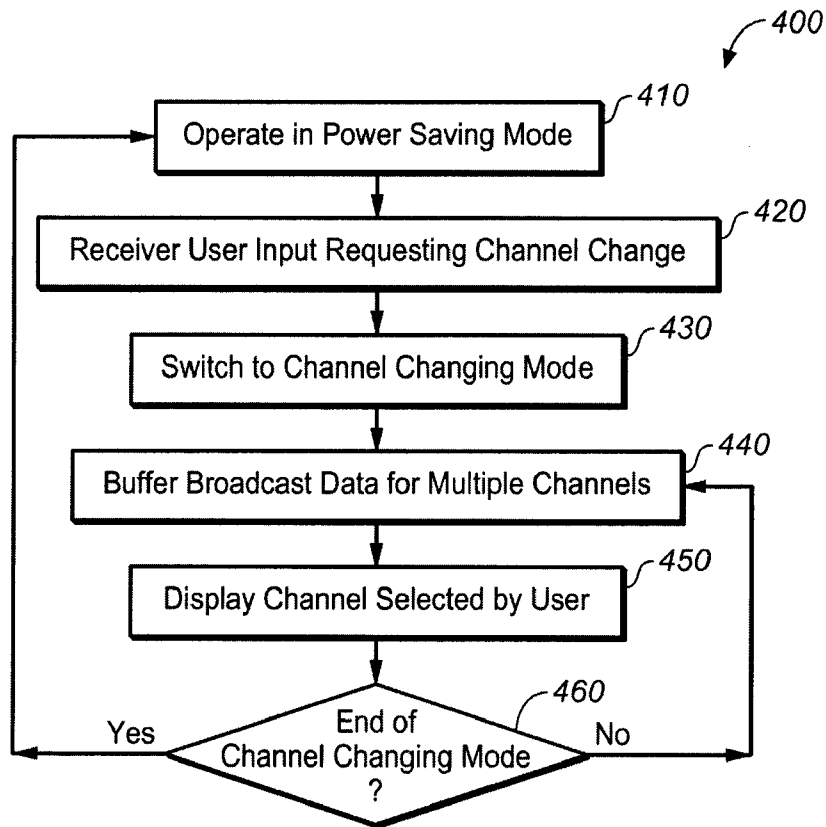 400
410
Operate in Power Saving Mode
420
Receiver User Input Requesting Channel Change
430
Switch to Channel Changing Mode
440
Buffer Broadcast Data for Multiple Channels
450
Display Channel Selected by User
460
End of
Channel Changing Mode
?
Yes
No